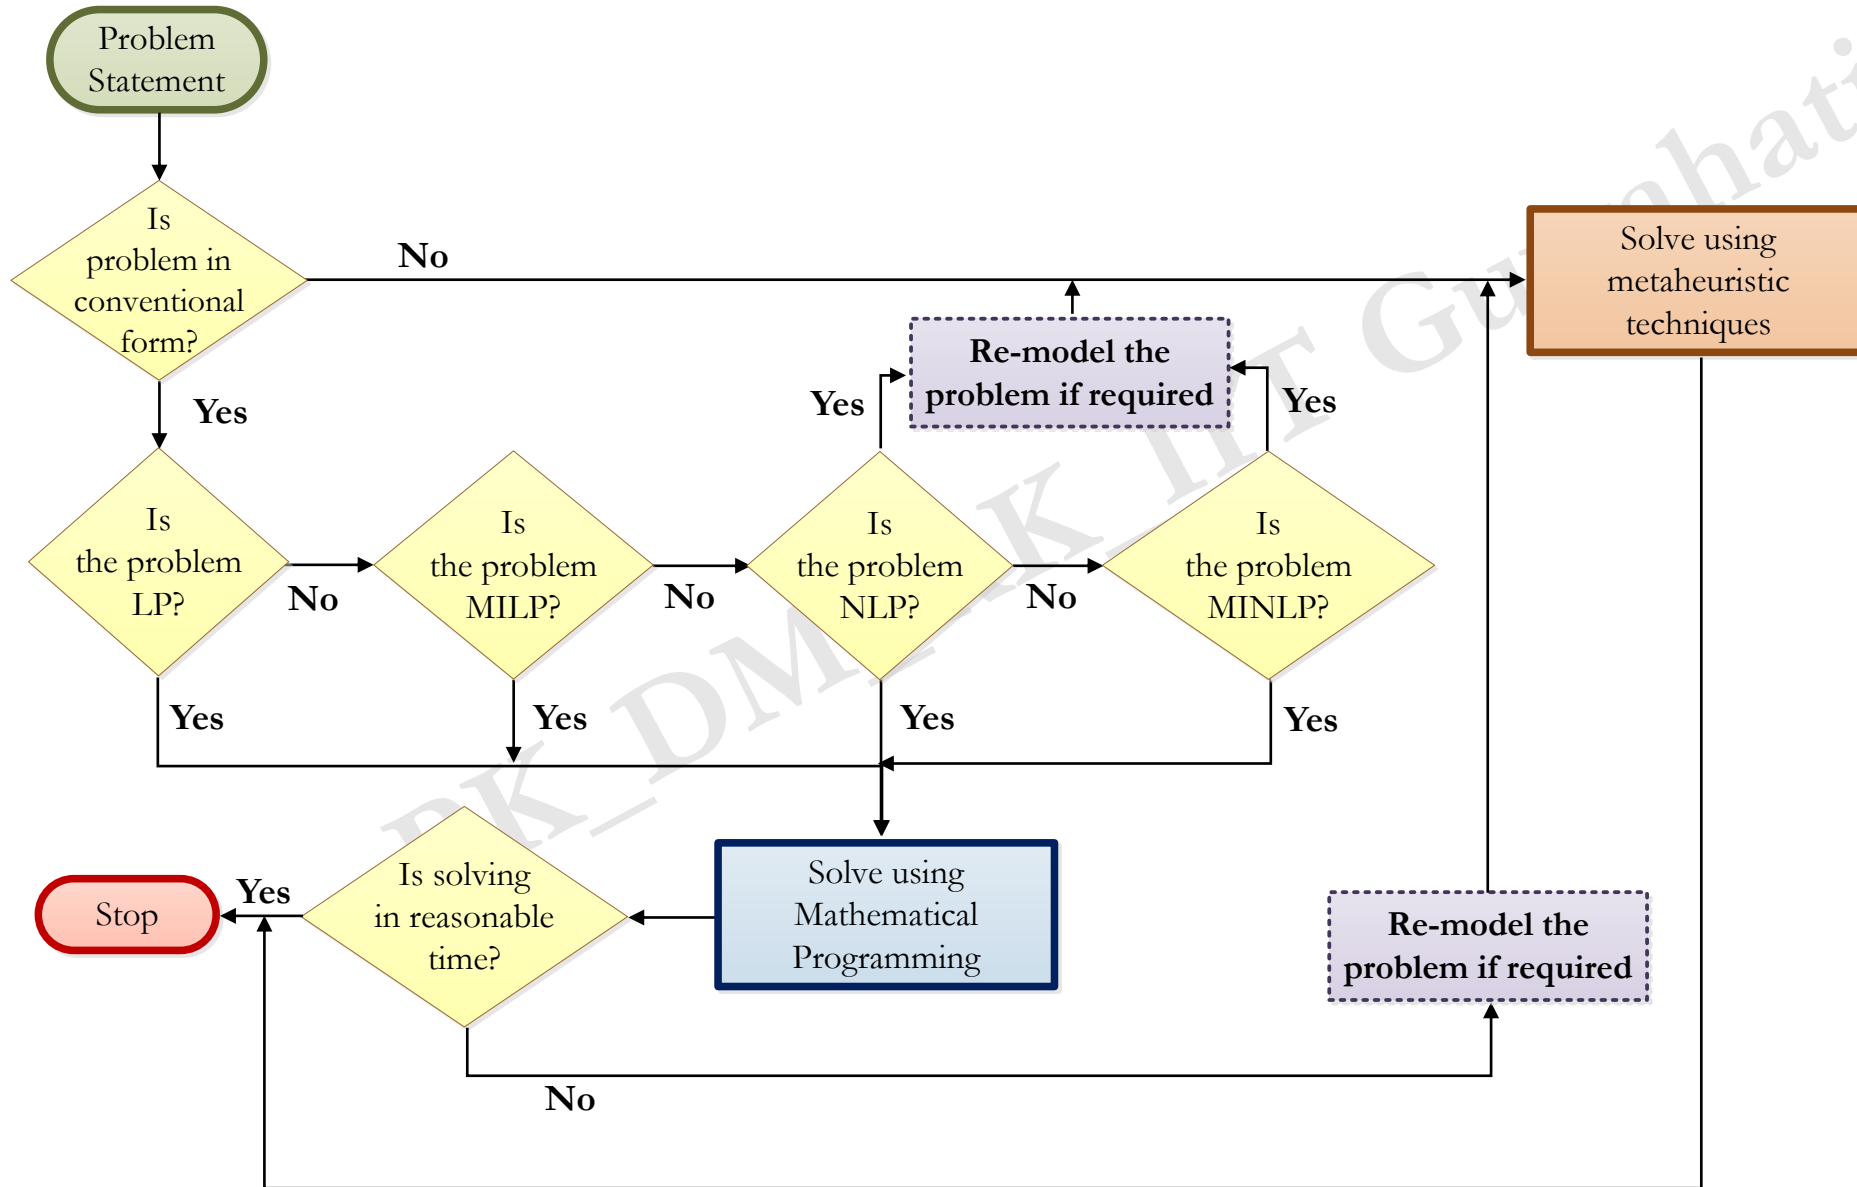 Problem
Statement
Is
problem in
conventional
form?
No
Solve using
metaheuristic
techniques
Re-model the
problem if required
Yes
Yes
Yes
Is
the problem
LP?
No
Is
the problem
MILP?
No
Is
the problem
NLP?
No
Is
the problem
MINLP?
Yes
Yes
Yes
Yes
Stop
Yes
Is solving
in reasonable
time?
Solve using
Mathematical
Programming
Re-model the
problem if required
No